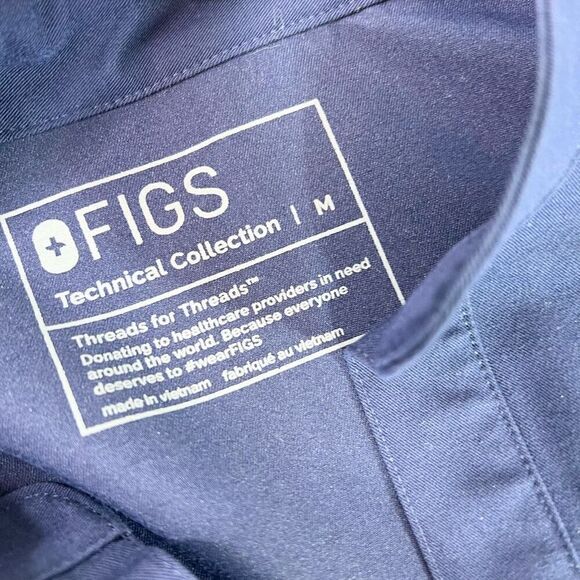 FIGS
Technical Collection | M
Threads for Threads™
Donating to healthcare providers in need
around the world. Because everyone
deserves to #wearFIGS
made in vietnam fabriqué au vietnam